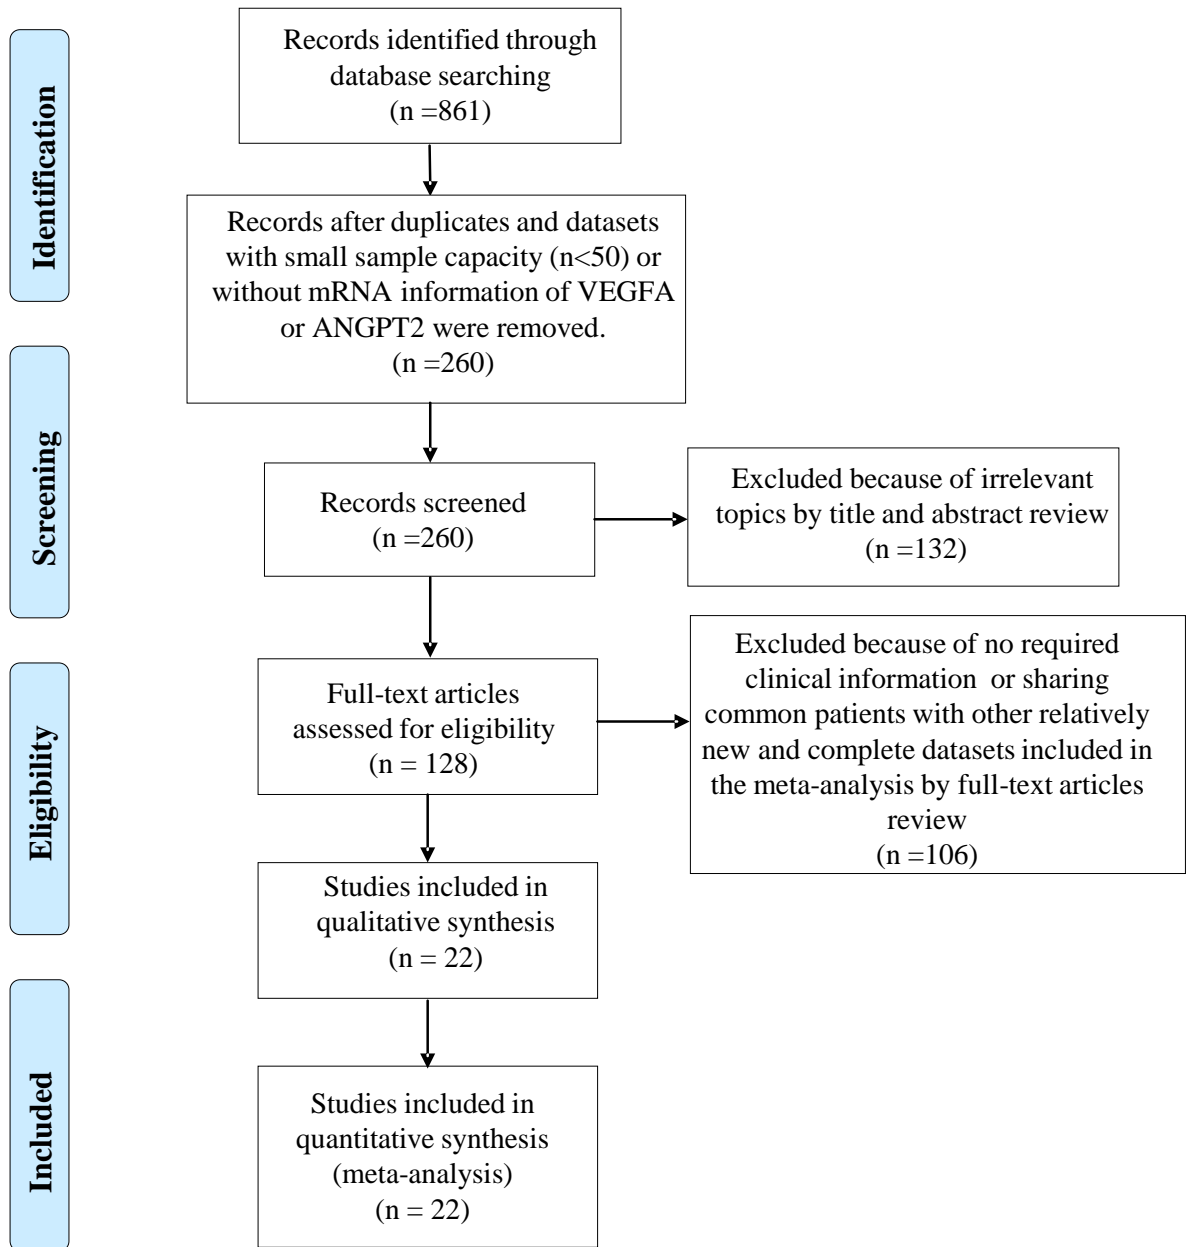 Identification
Records identified through
database searching
(n =861)
Records after duplicates and datasets
with small sample capacity (n<50) or
without mRNA information of VEGFA
or ANGPT2 were removed.
(n =260)
Screening
Records screened
(n =260)
Excluded because of irrelevant
topics by title and abstract review
(n =132)
Eligibility
Full-text articles
assessed for eligibility
(n = 128)
Excluded because of no required
clinical information or sharing
common patients with other relatively
new and complete datasets included in
the meta-analysis by full-text articles
review
(n =106)
Studies included in
qualitative synthesis
(n = 22)
Included
Studies included in
quantitative synthesis
(meta-analysis)
(n = 22)